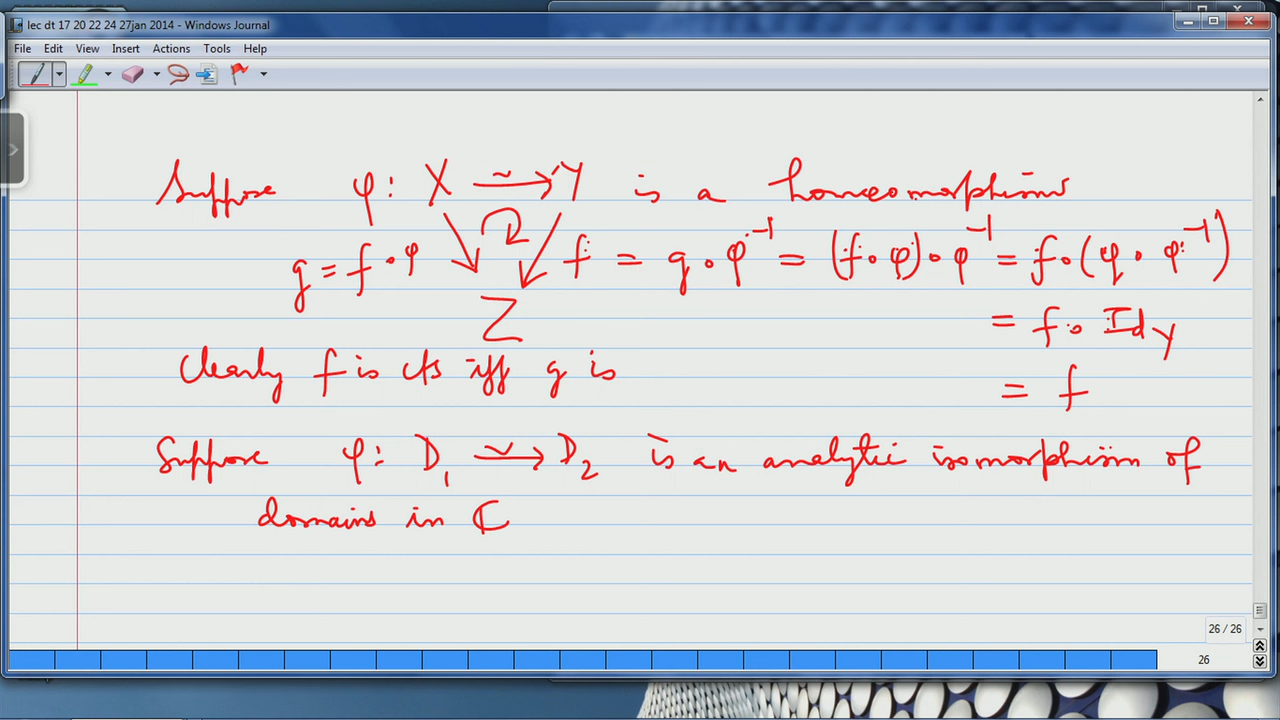 lec dt 17 20 22 24 27jan 2014 - Windows Journal
File Edit View Insert Actions Tools Help
Suppose φ: X ⥲ Y is a homeomorphism
g = f ∘ φ f = g ∘ φ⁻¹ = (f ∘ φ) ∘ φ⁻¹ = f ∘ (φ ∘ φ⁻¹)
Z = f ∘ Id_Y
Clearly f is cts iff g is
= f
Suppose φ: D₁ ⥲ D₂ is an analytic isomorphism of
domains in ℂ
26 / 26
26